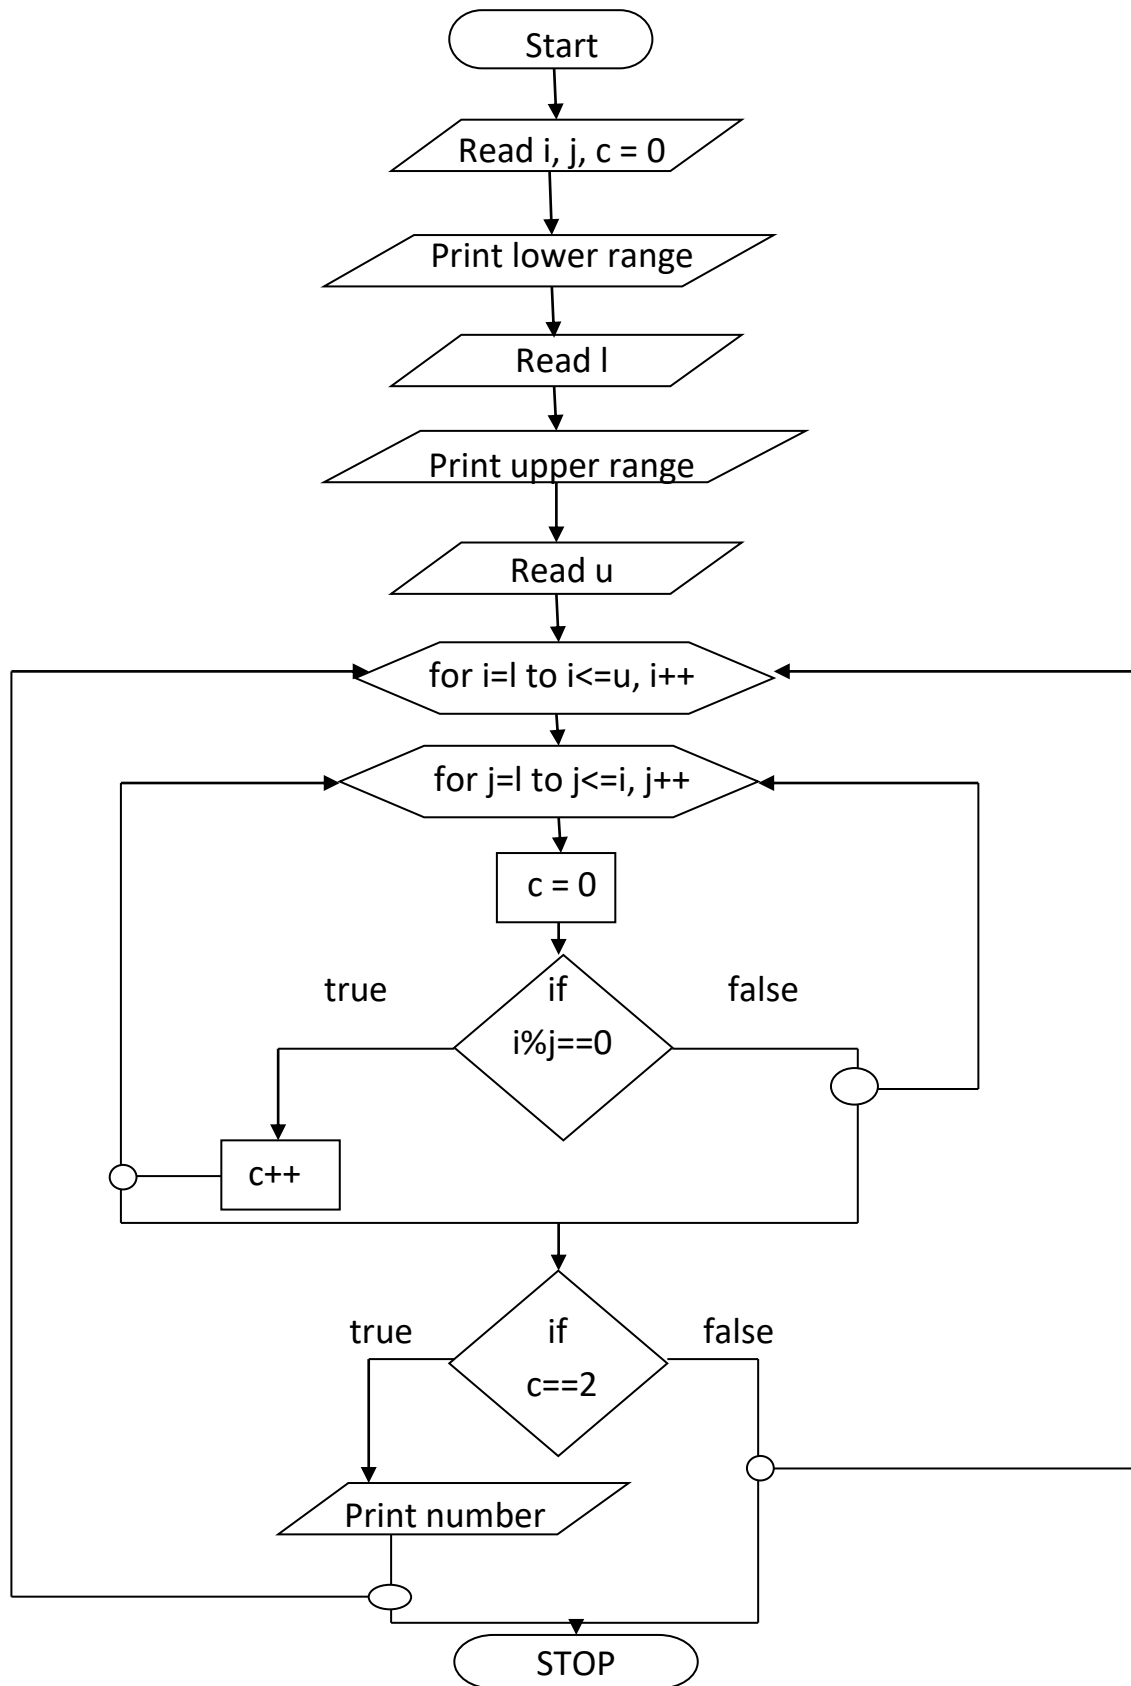 Start
Read i, j, c = 0
Print lower range
Read l
Print upper range
Read u
for i=l to i<=u, i++
for j=l to j<=i, j++
c = 0
true
if
false
i%j==0
c++
true
if
false
c==2
Print number
STOP